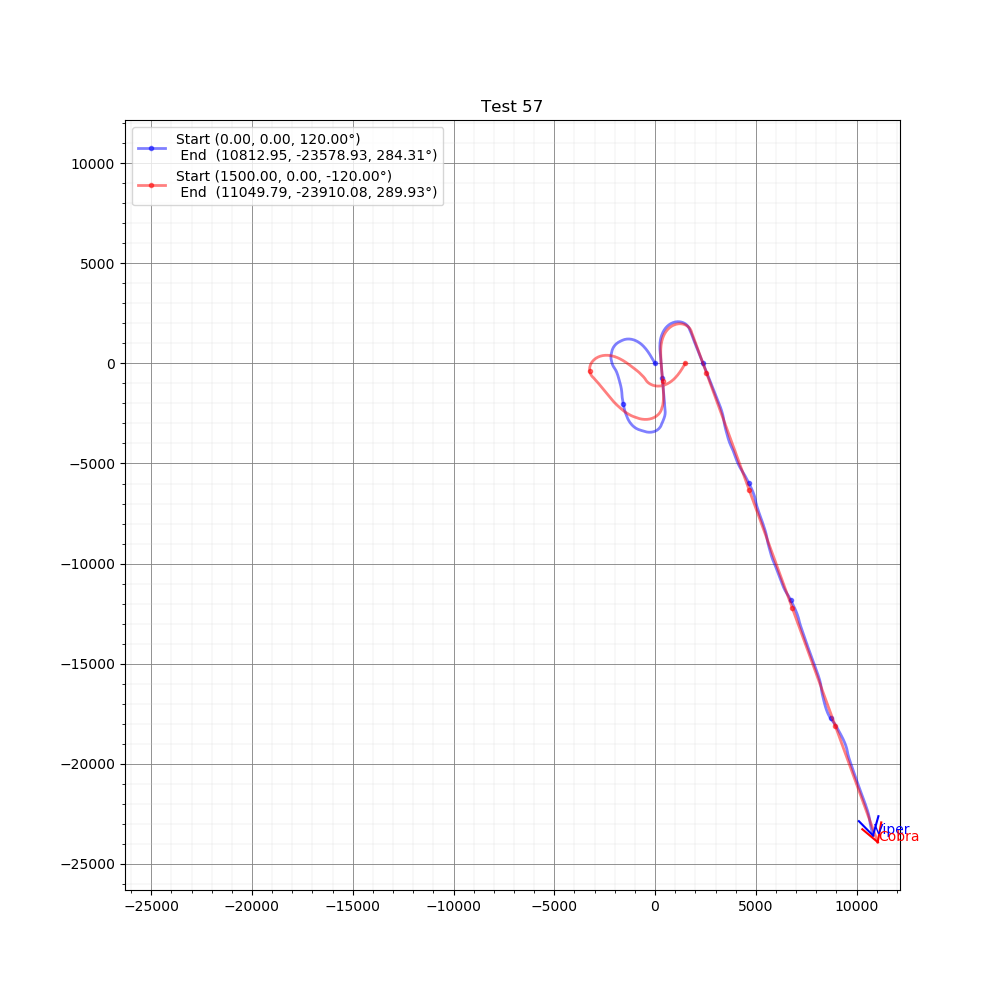 Test 57
Start (0.00, 0.00, 120.00°)
End (10812.95, -23578.93, 284.31°)
Start (1500.00, 0.00, -120.00°)
End (11049.79, -23910.08, 289.93°)
10000
5000
0
−5000
−10000
−15000
−20000
−25000
Viper
Cobra
−25000 −20000 −15000 −10000 −5000 0 5000 10000